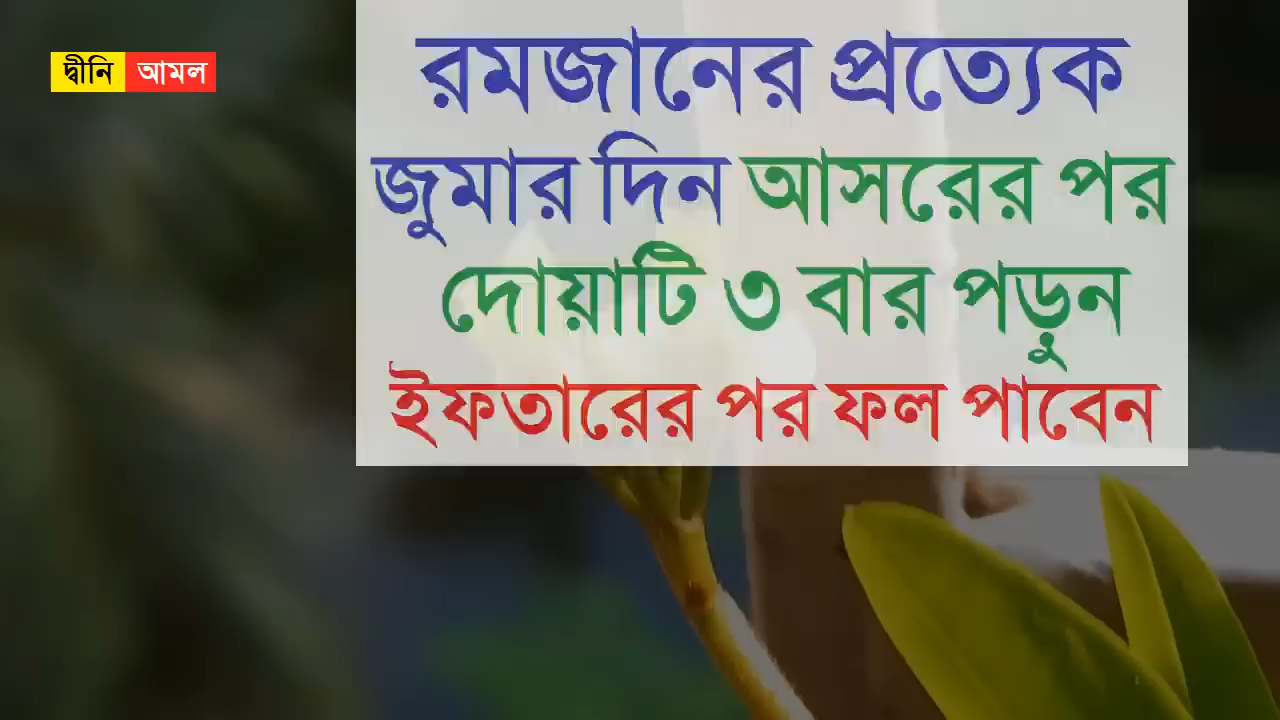 দ্বীনি আমল
রমজানের প্রত্যেক
জুমার দিন আসরের পর
দোয়াটি ৩ বার পড়ুন
ইফতারের পর ফল পাবেন